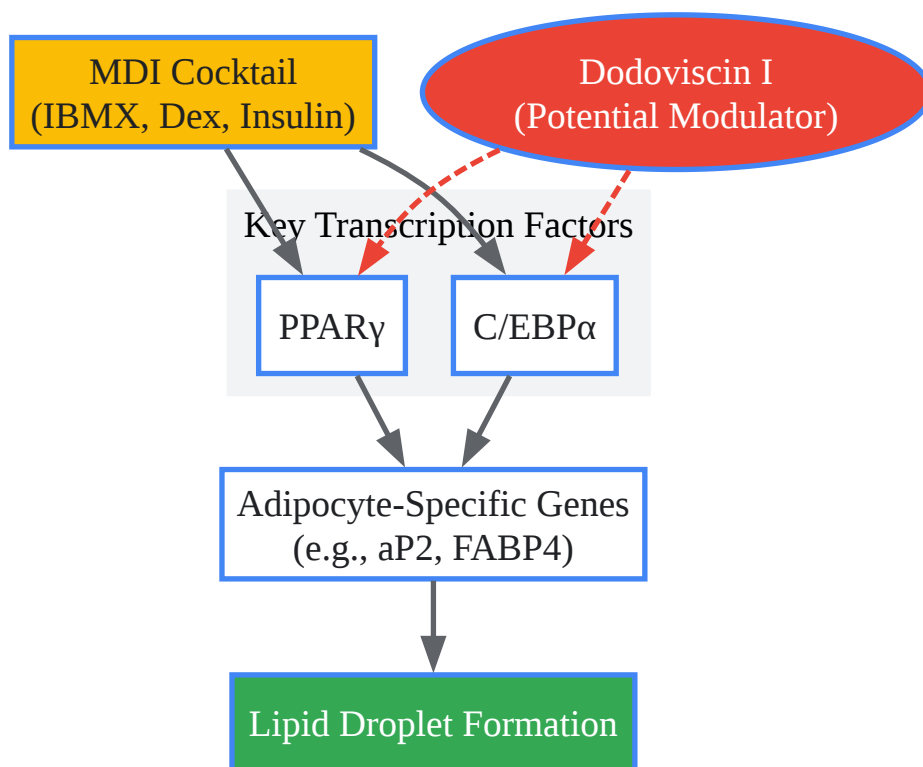 MDI Cocktail
(IBMX, Dex, Insulin)
Dodoviscin I
(Potential Modulator)
Key Transcription Factors
PPARγ
C/EBPα
Adipocyte-Specific Genes
(e.g., aP2, FABP4)
Lipid Droplet Formation